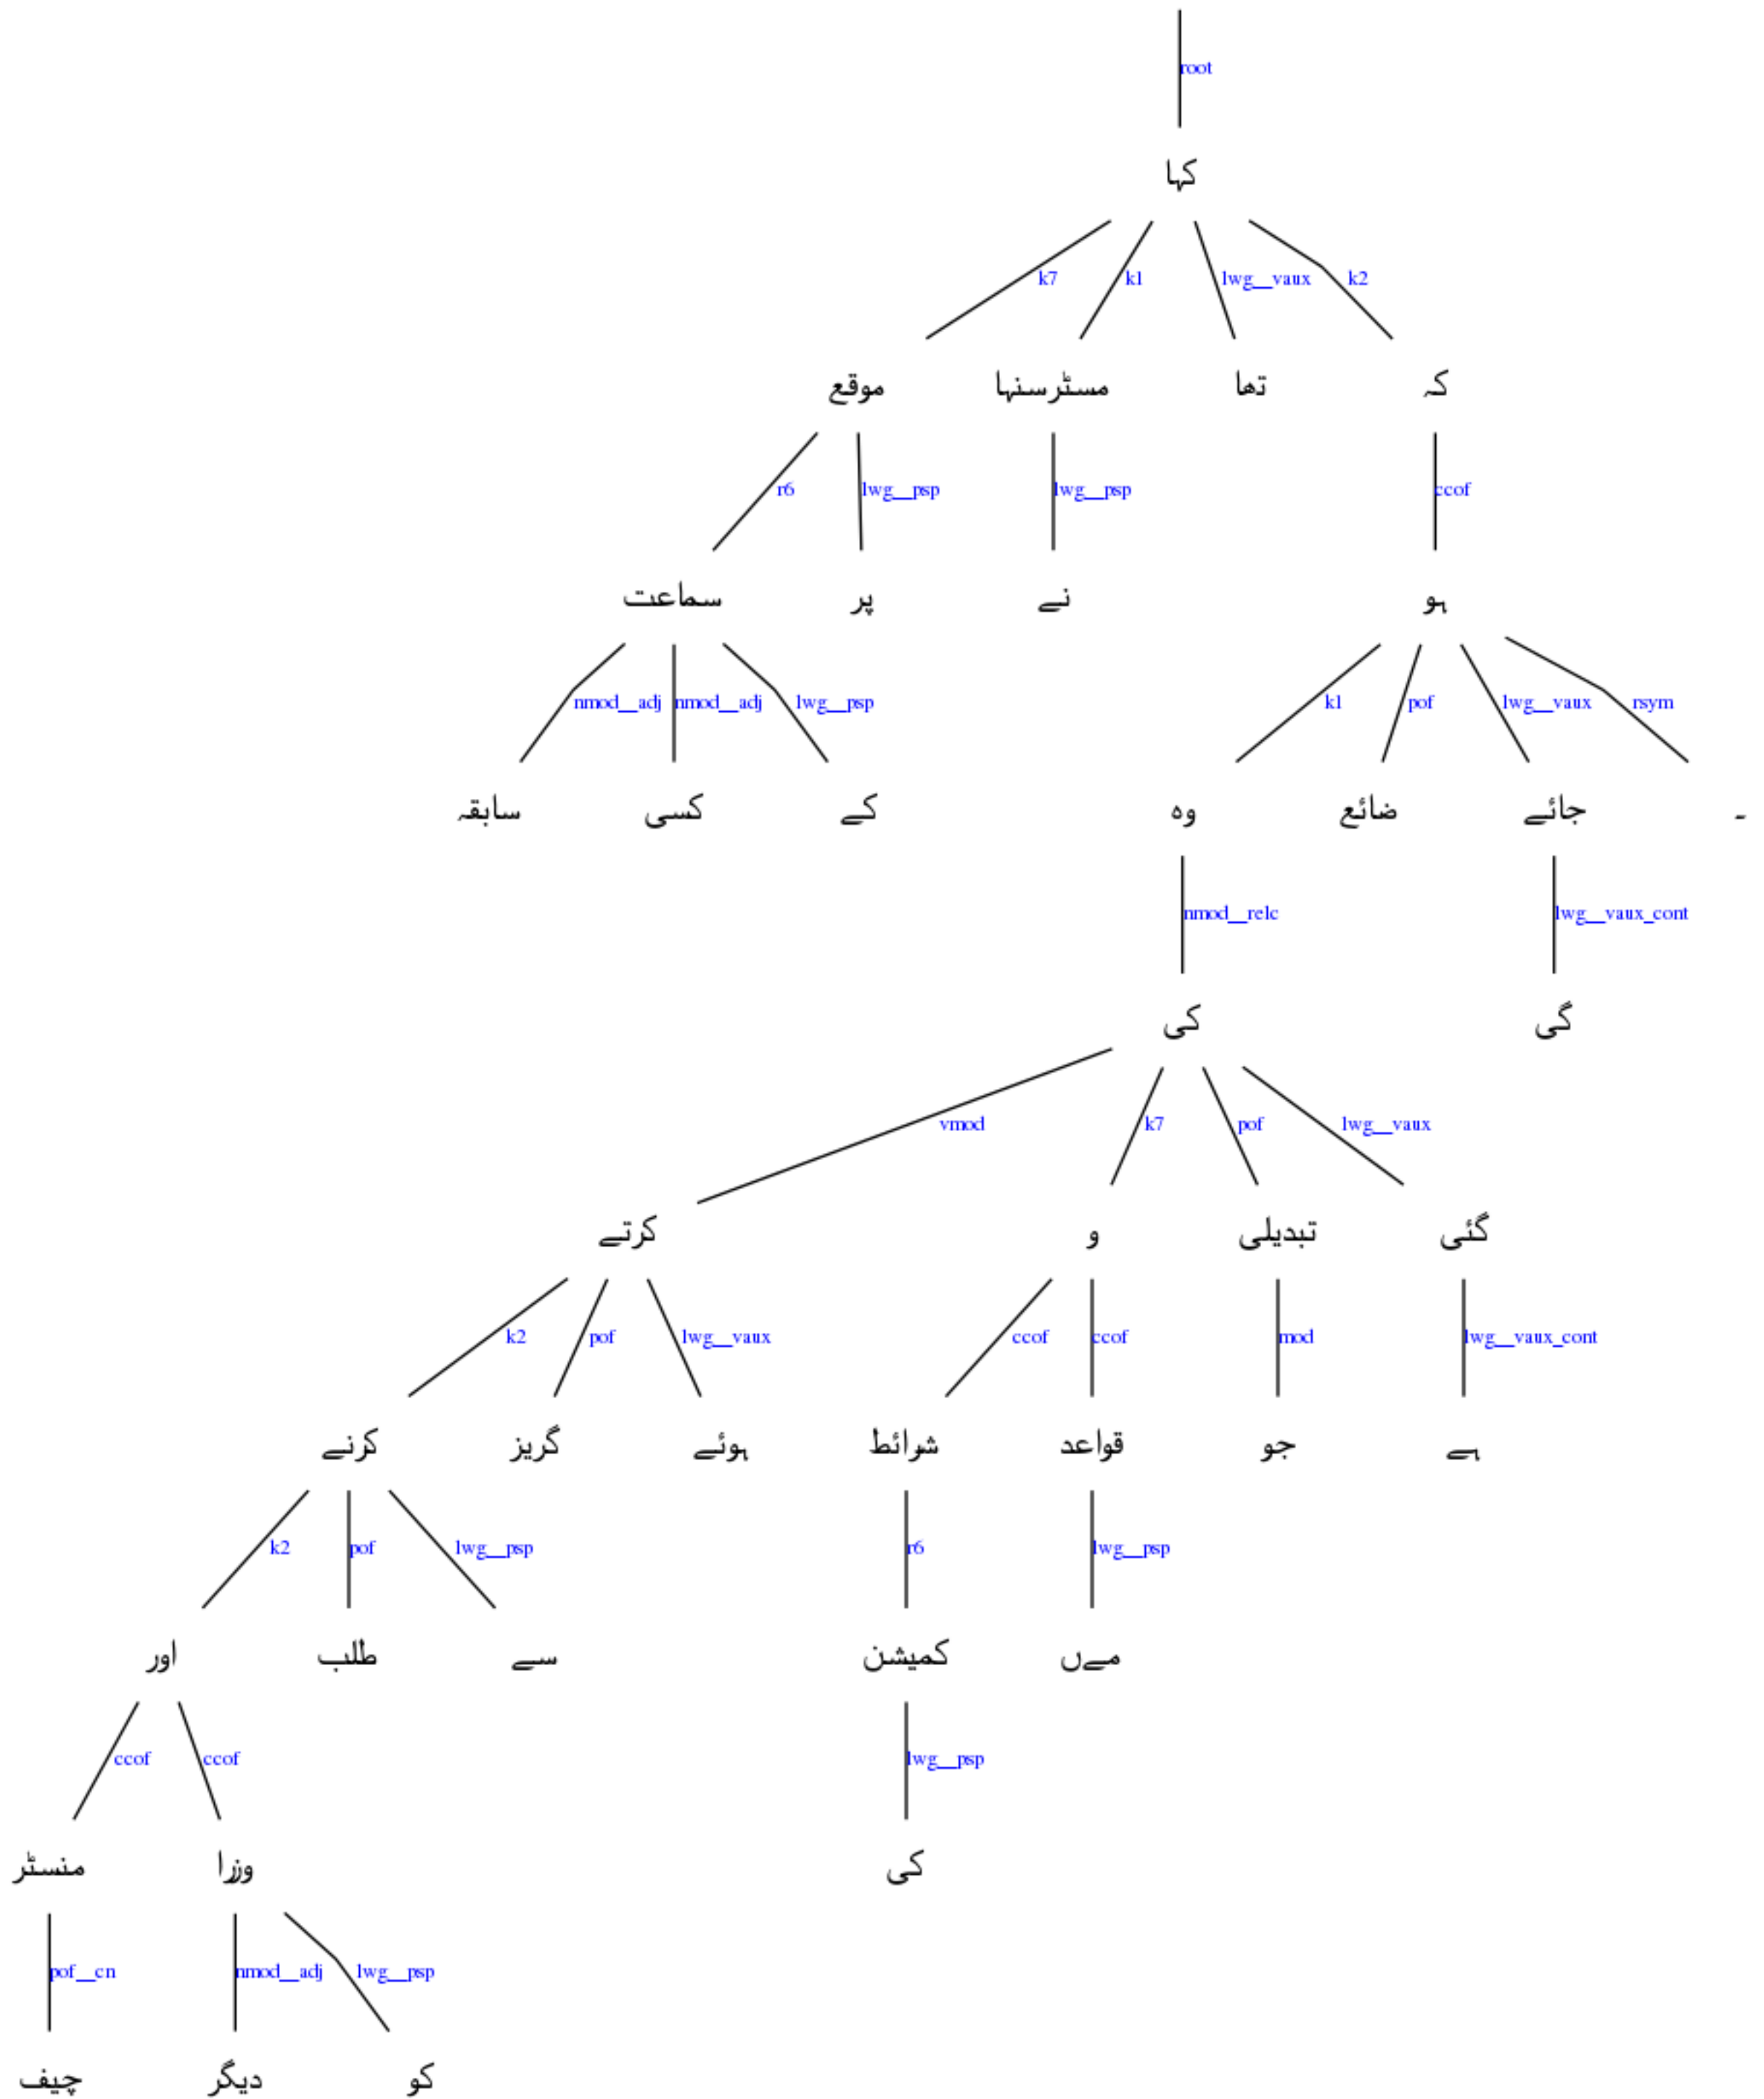 root
کہا
k7 k1 lwg__vaux k2
موقع مسٹرسنہا تھا کہ
r6 lwg__psp lwg__psp ccof
سماعت پر نے ہو
nmod__adj nmod__adj lwg__psp k1 pof lwg__vaux rsym
سابقہ کسی کے وہ ضائع جائے ۔
nmod__relc lwg__vaux_cont
کی گی
vmod k7 pof lwg__vaux
کرتے و تبدیلی گئی
k2 pof lwg__vaux ccof ccof mod lwg__vaux_cont
کرنے گریز ہوئے شرائط قواعد جو ہے
k2 pof lwg__psp r6 lwg__psp
اور طلب سے کمیشن مےں
ccof ccof lwg__psp
منسٹر وزرا کی
pof__cn nmod__adj lwg__psp
چیف دیگر کو